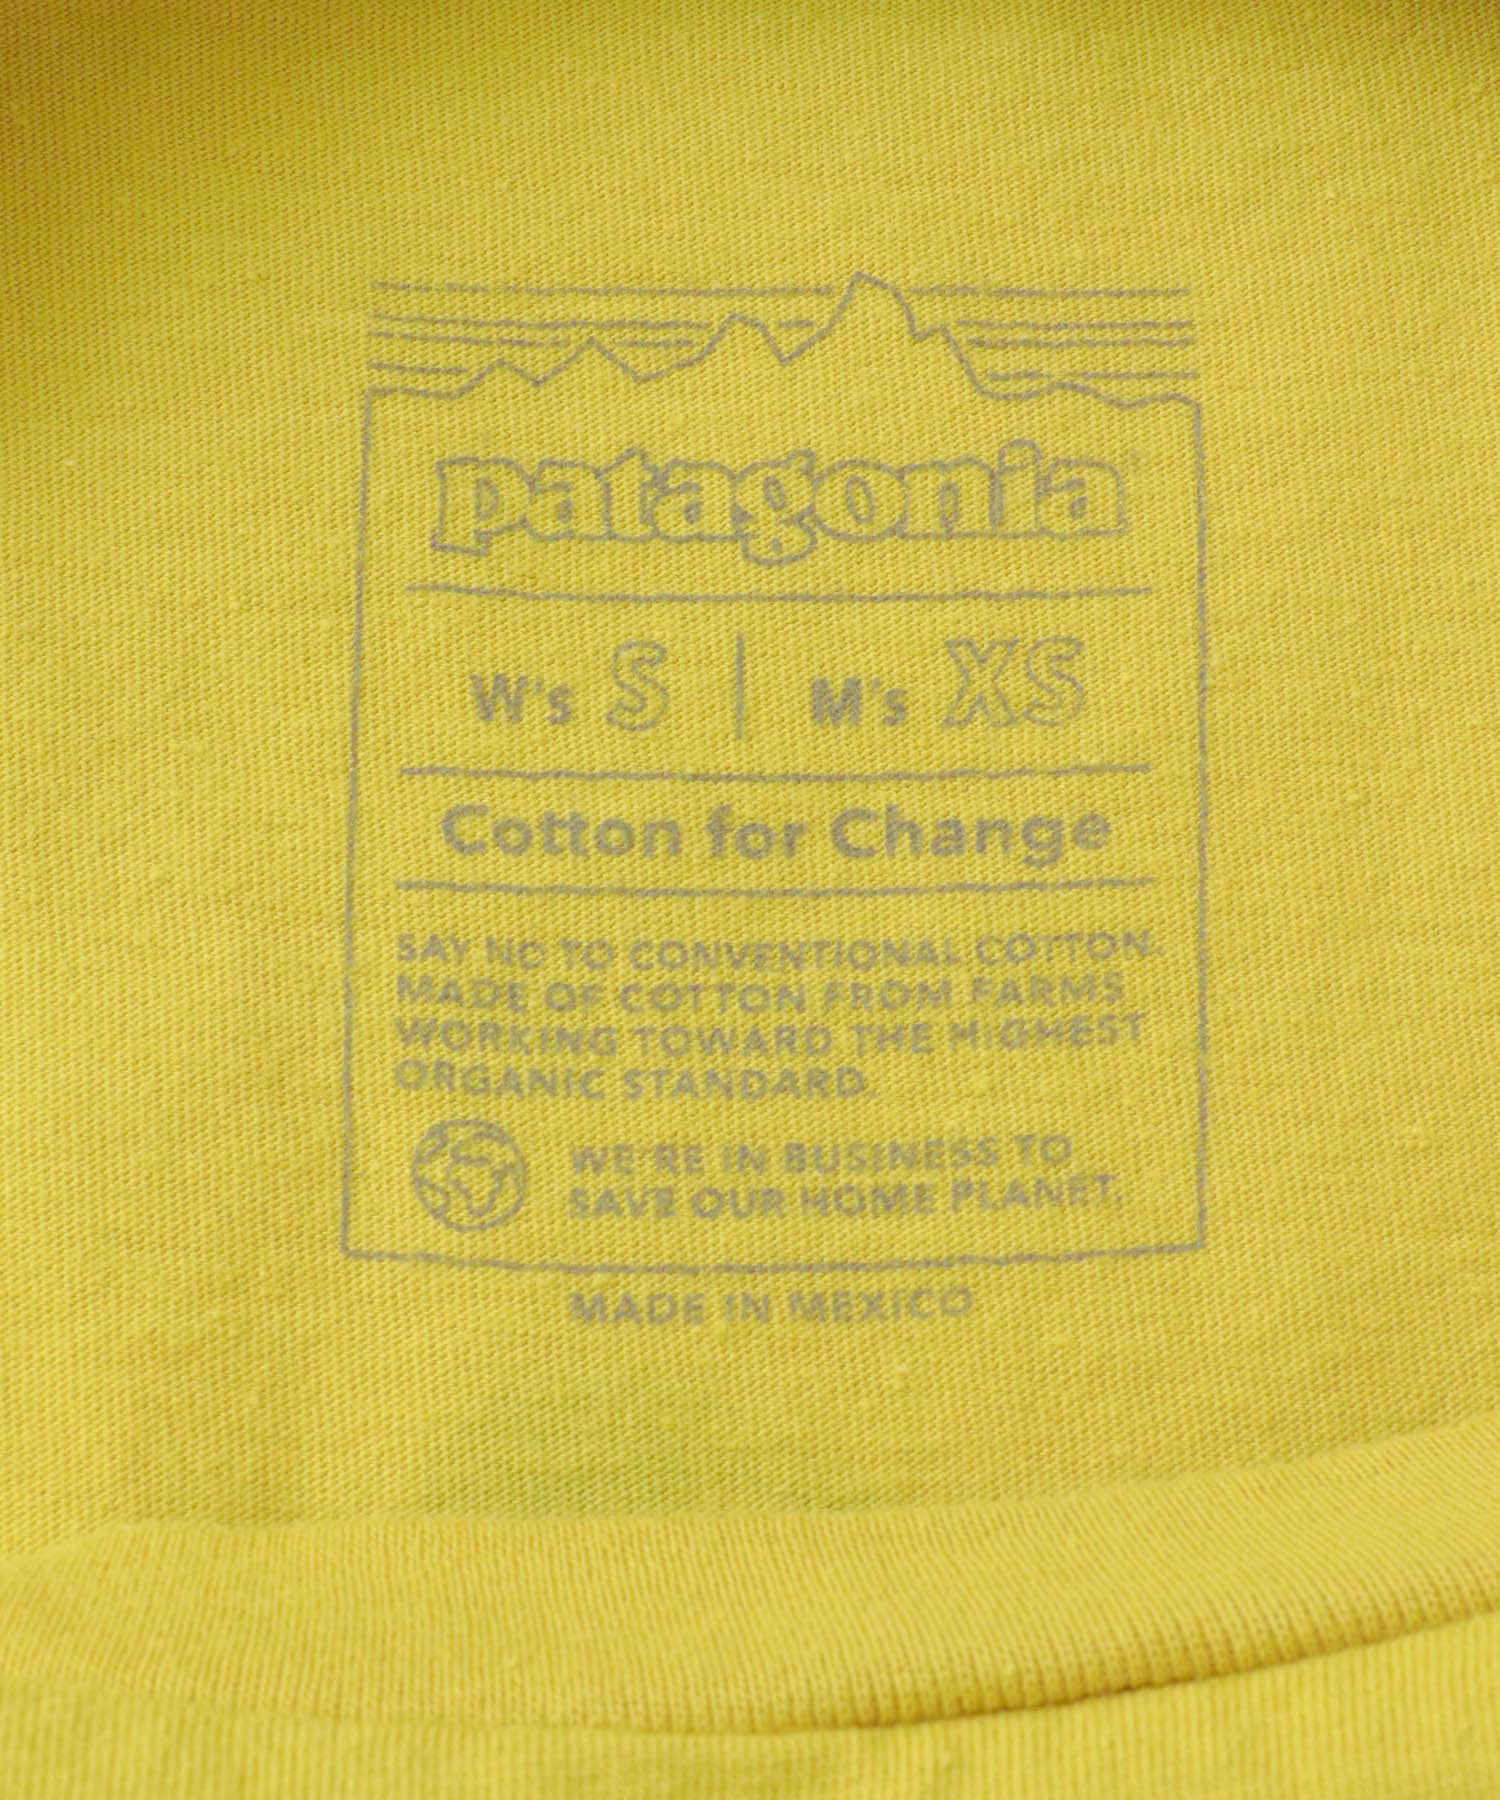 patagonia
W's S | M's XS
Cotton for Change
SAY NO TO CONVENTIONAL COTTON.
MADE OF COTTON FROM FARMS
WORKING TOWARD THE HIGHEST
ORGANIC STANDARD.
WE'RE IN BUSINESS TO
SAVE OUR HOME PLANET.
MADE IN MEXICO